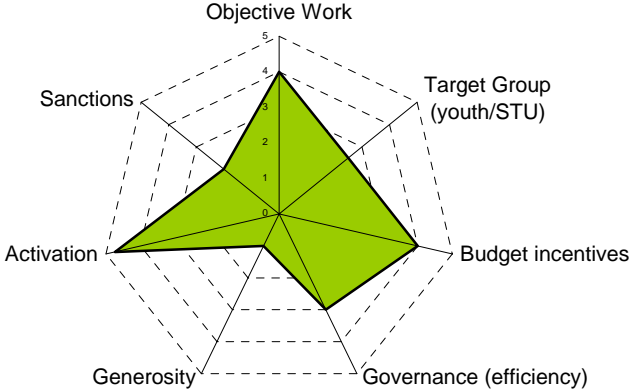 Objective Work
5
4
3
2
1
0
Target Group
(youth/STU)
Sanctions
Activation
Budget incentives
Generosity
Governance (efficiency)